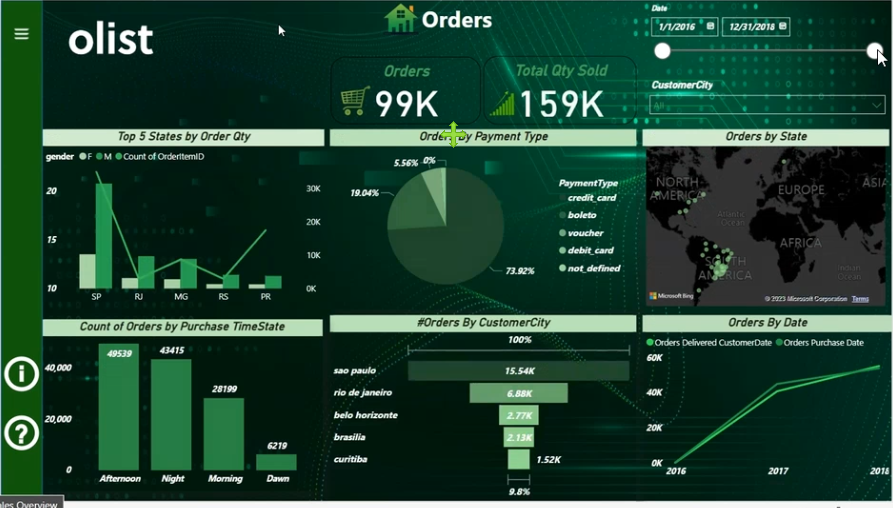 olist
Orders
Date
1/1/2016
12/31/2018
CustomerCity
Orders
99K
Total Qty Sold
159K
Top 5 States by Order Qty
gender F M Count of OrderItemID
20
15
10
30K
20K
10K
0K
SP RJ MG RS PR
Orders By Payment Type
5.56%
0%
19.04%
73.92%
PaymentType
credit_card
boleto
voucher
debit_card
not_defined
Orders by State
NORTH AMERICA
EUROPE
ASIA
Atlantic Ocean
AFRICA
SOUTH AMERICA
Indian Ocean
Microsoft Bing
© 2023 Microsoft Corporation Terms
Count of Orders by Purchase TimeState
40,000
20,000
0
49539
43415
28199
6219
Afternoon Night Morning Dawn
#Orders By CustomerCity
100%
sao paulo 15.54K
rio de janeiro 6.88K
belo horizonte 2.77K
brasilia 2.13K
curitiba 1.52K
9.8%
Orders By Date
Orders Delivered CustomerDate Orders Purchase Date
60K
40K
20K
0K
2016 2017 2018
les Overview